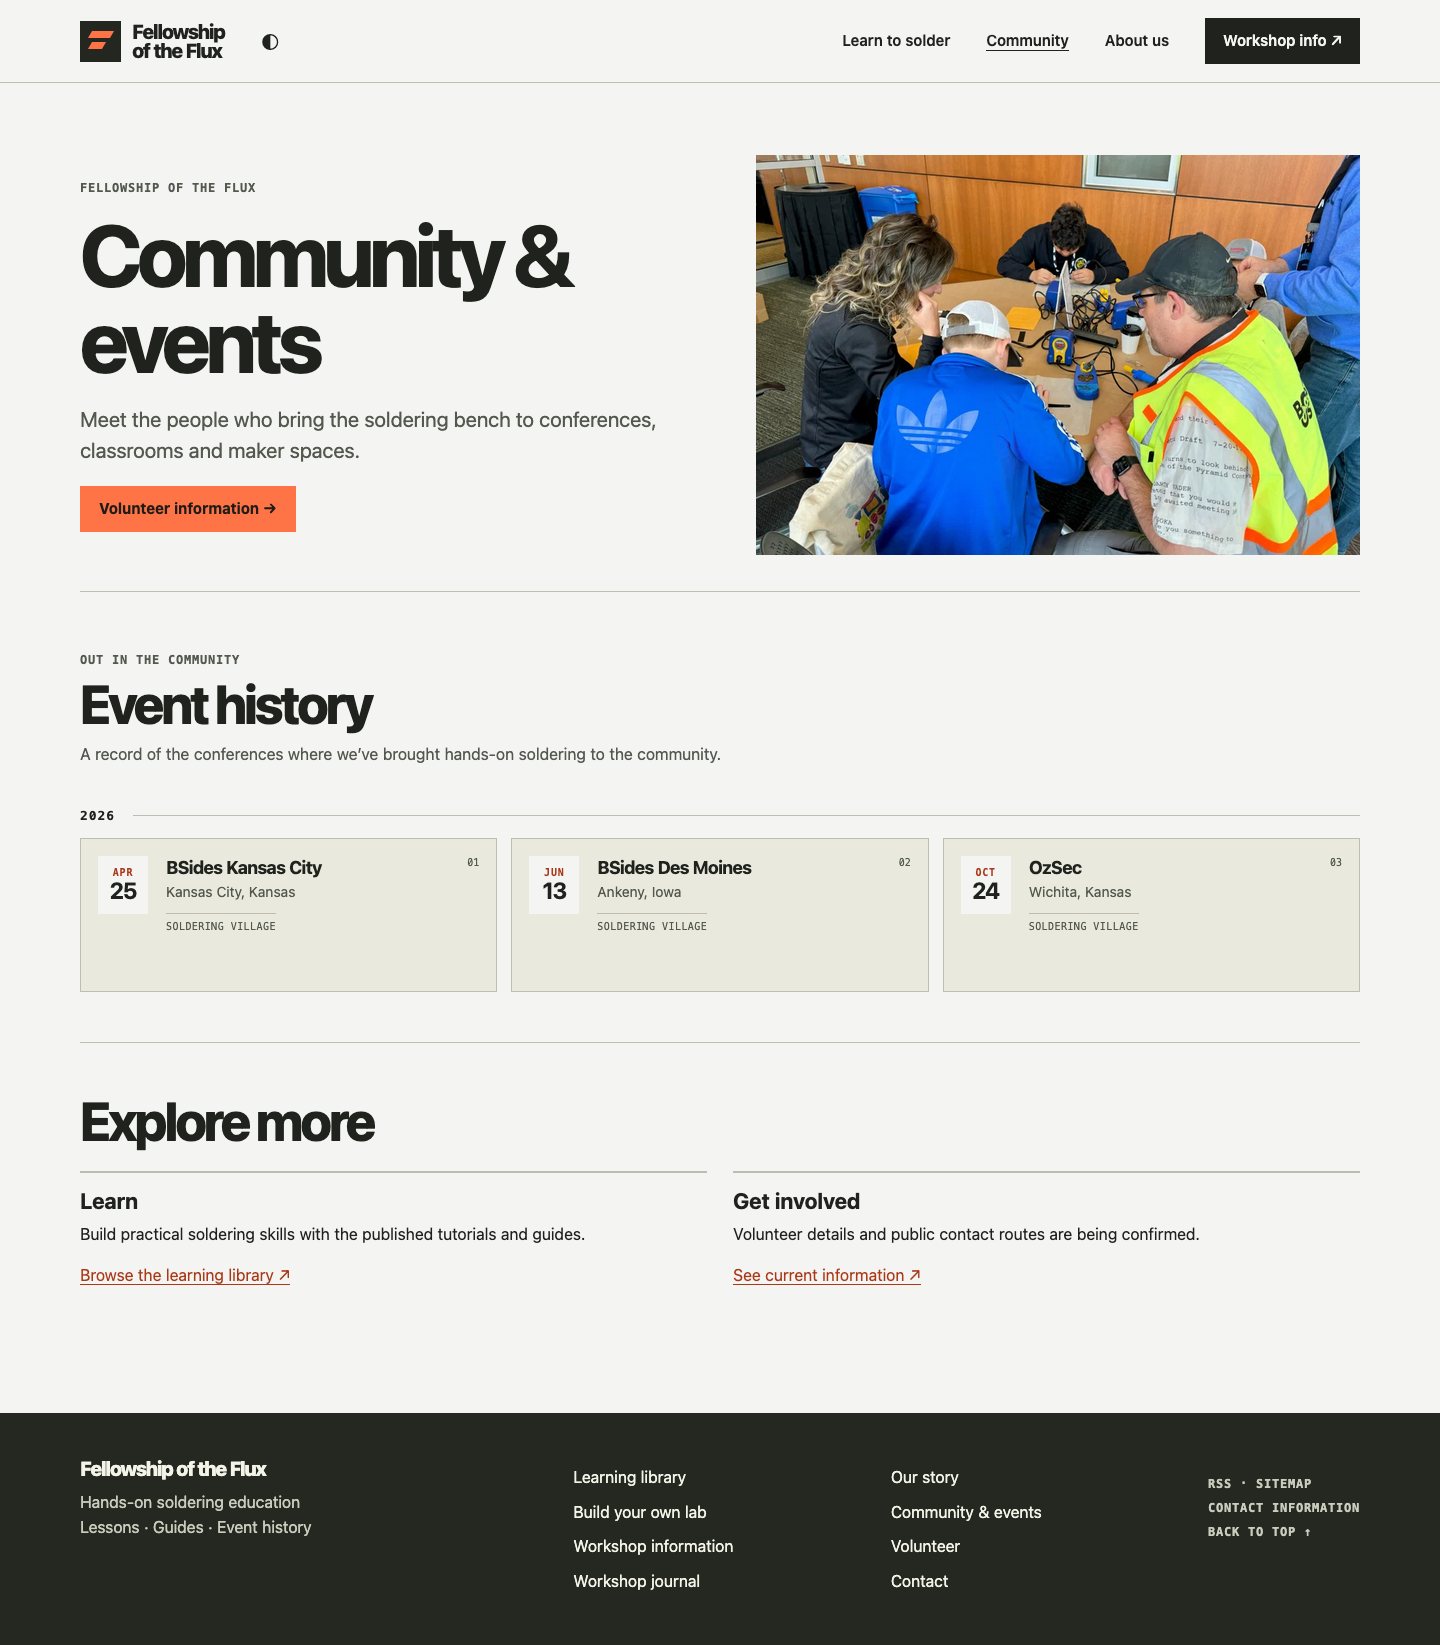 Fellowship
of the Flux
Learn to solder
Community
About us
Workshop info ↗
FELLOWSHIP OF THE FLUX
Community &
events
Meet the people who bring the soldering bench to conferences,
classrooms and maker spaces.
Volunteer information →
OUT IN THE COMMUNITY
Event history
A record of the conferences where we’ve brought hands-on soldering to the community.
2026
APR
25
BSides Kansas City
Kansas City, Kansas
SOLDERING VILLAGE
01
JUN
13
BSides Des Moines
Ankeny, Iowa
SOLDERING VILLAGE
02
OCT
24
OzSec
Wichita, Kansas
SOLDERING VILLAGE
03
Explore more
Learn
Build practical soldering skills with the published tutorials and guides.
Browse the learning library ↗
Get involved
Volunteer details and public contact routes are being confirmed.
See current information ↗
Fellowship of the Flux
Hands-on soldering education
Lessons · Guides · Event history
Learning library
Build your own lab
Workshop information
Workshop journal
Our story
Community & events
Volunteer
Contact
RSS · SITEMAP
CONTACT INFORMATION
BACK TO TOP ↑